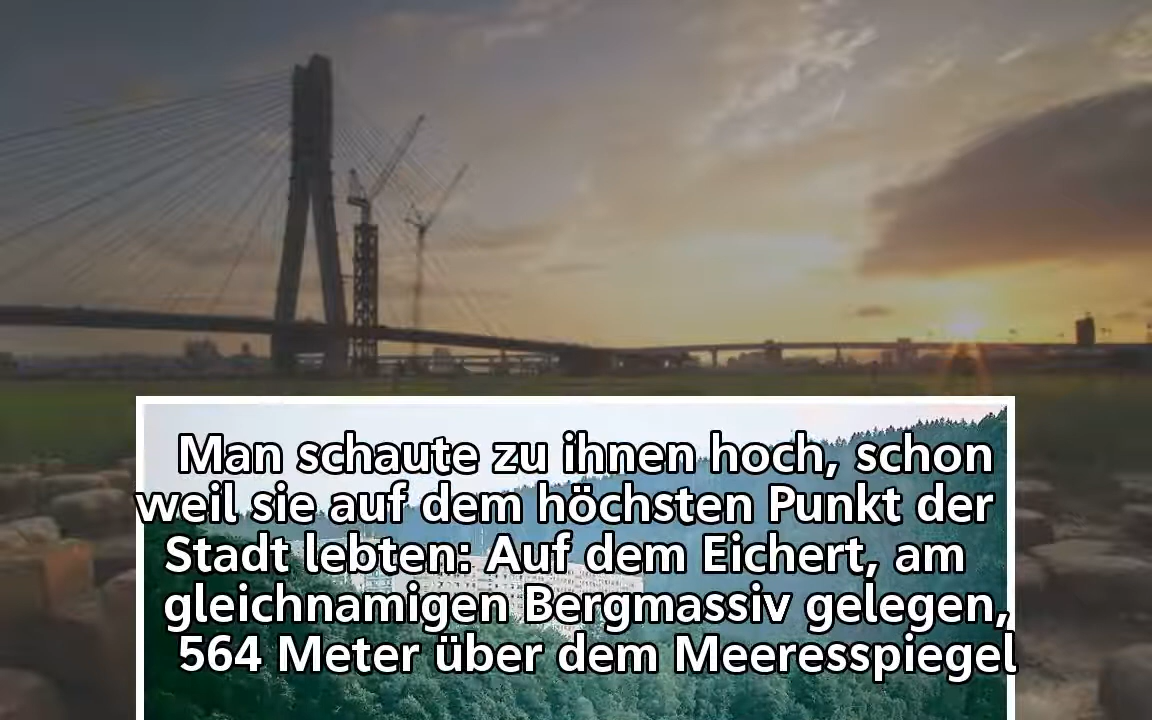 Man schaute zu ihnen hoch, schon
weil sie auf dem höchsten Punkt der
Stadt lebten: Auf dem Eichert, am
gleichnamigen Bergmassiv gelegen,
564 Meter über dem Meeresspiegel